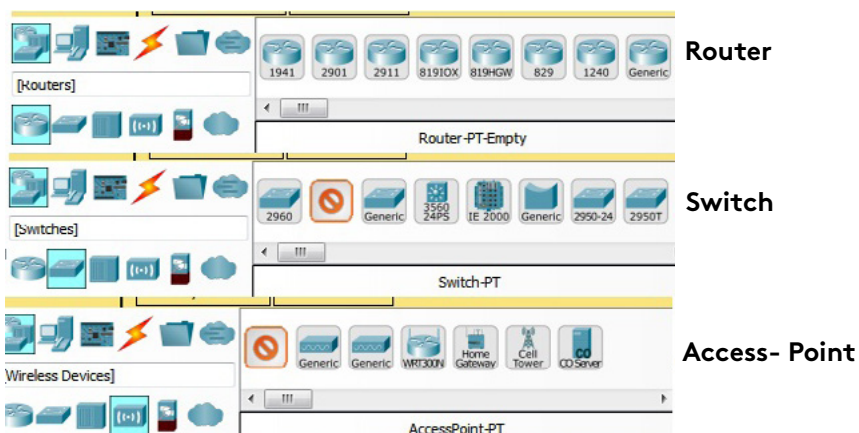 1941 2901 2911 819IOX 819HGW 829 1240 Generic
Router
[Routers]
Router-PT-Empty
2960 Generic 3560 24PS IE 2000 Generic 2950-24 2950T
Switch
[Switches]
Switch-PT
Generic Generic WRT300N Home Gateway Cell Tower CO Server
Access- Point
Wireless Devices]
AccessPoint-PT